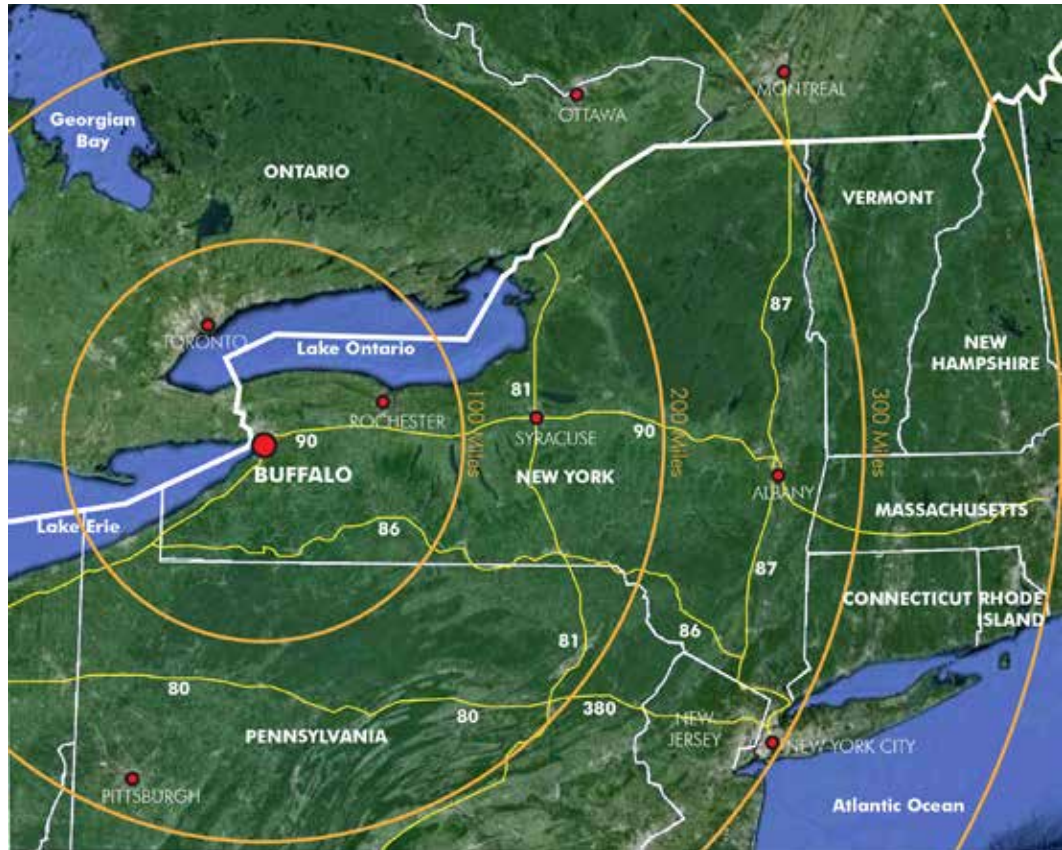 MONTREAL
OTTAWA
Georgian
Bay
ONTARIO
VERMONT
87
TORONTO
Lake Ontario
NEW
HAMPSHIRE
81
100 Miles
200 Miles
300 Miles
ROCHESTER
90
SYRACUSE
90
BUFFALO
NEW YORK
ALBANY
MASSACHUSETTS
Lake Erie
86
87
CONNECTICUT
RHODE
ISLAND
86
81
80
80
380
NEW
JERSEY
PENNSYLVANIA
NEW YORK CITY
PITTSBURGH
Atlantic Ocean